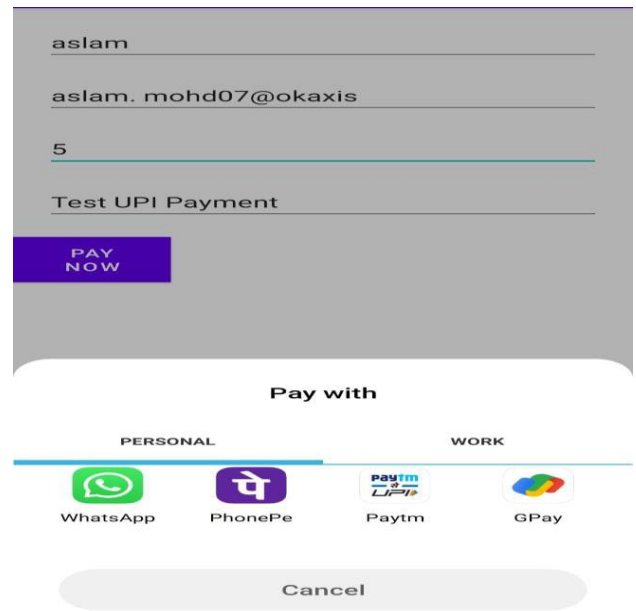 aslam
aslam. mohd07@okaxis
5
Test UPI Payment
PAY
NOW
Pay with
PERSONAL WORK
पे
Paytm
से
UPI
WhatsApp PhonePe Paytm GPay
Cancel